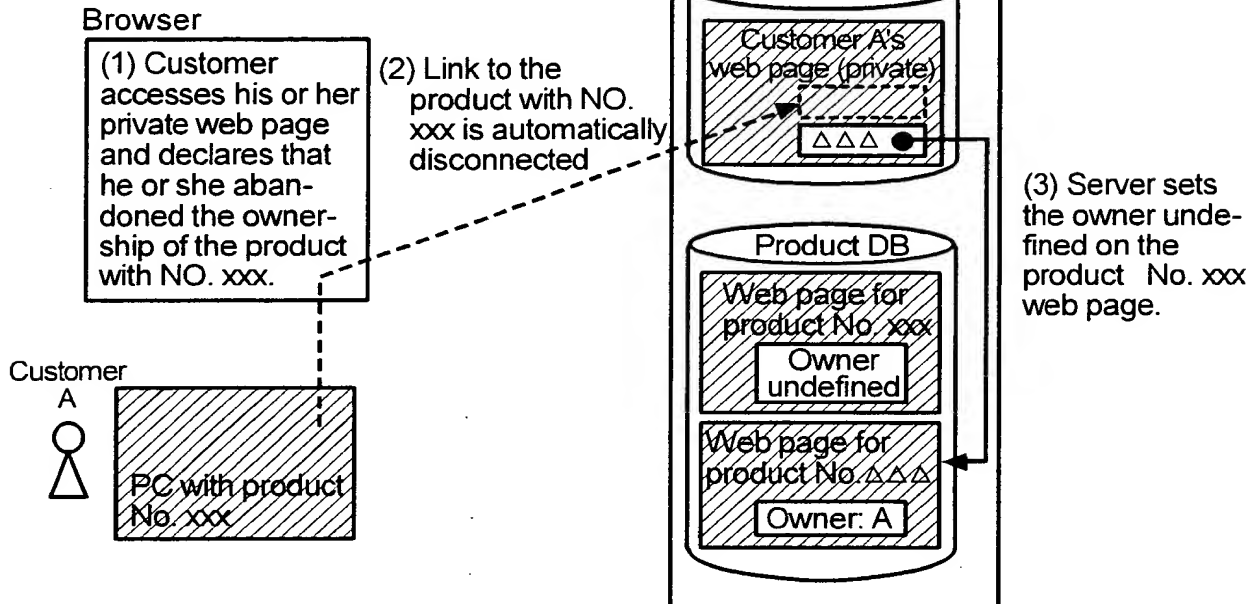 Browser
(1) Customer
accesses his or her
private web page
and declares that
he or she aban-
doned the owner-
ship of the product
with NO. xxx.
(2) Link to the
product with NO.
xxx is automatically
disconnected
Customer A's
web page (private)
△△△
(3) Server sets
the owner unde-
fined on the
product No. xxx
web page.
Product DB
Web page for
product No. xxx
Owner
undefined
Web page for
product No.△△△
Owner: A
Customer
A
PC with product
No. xxx